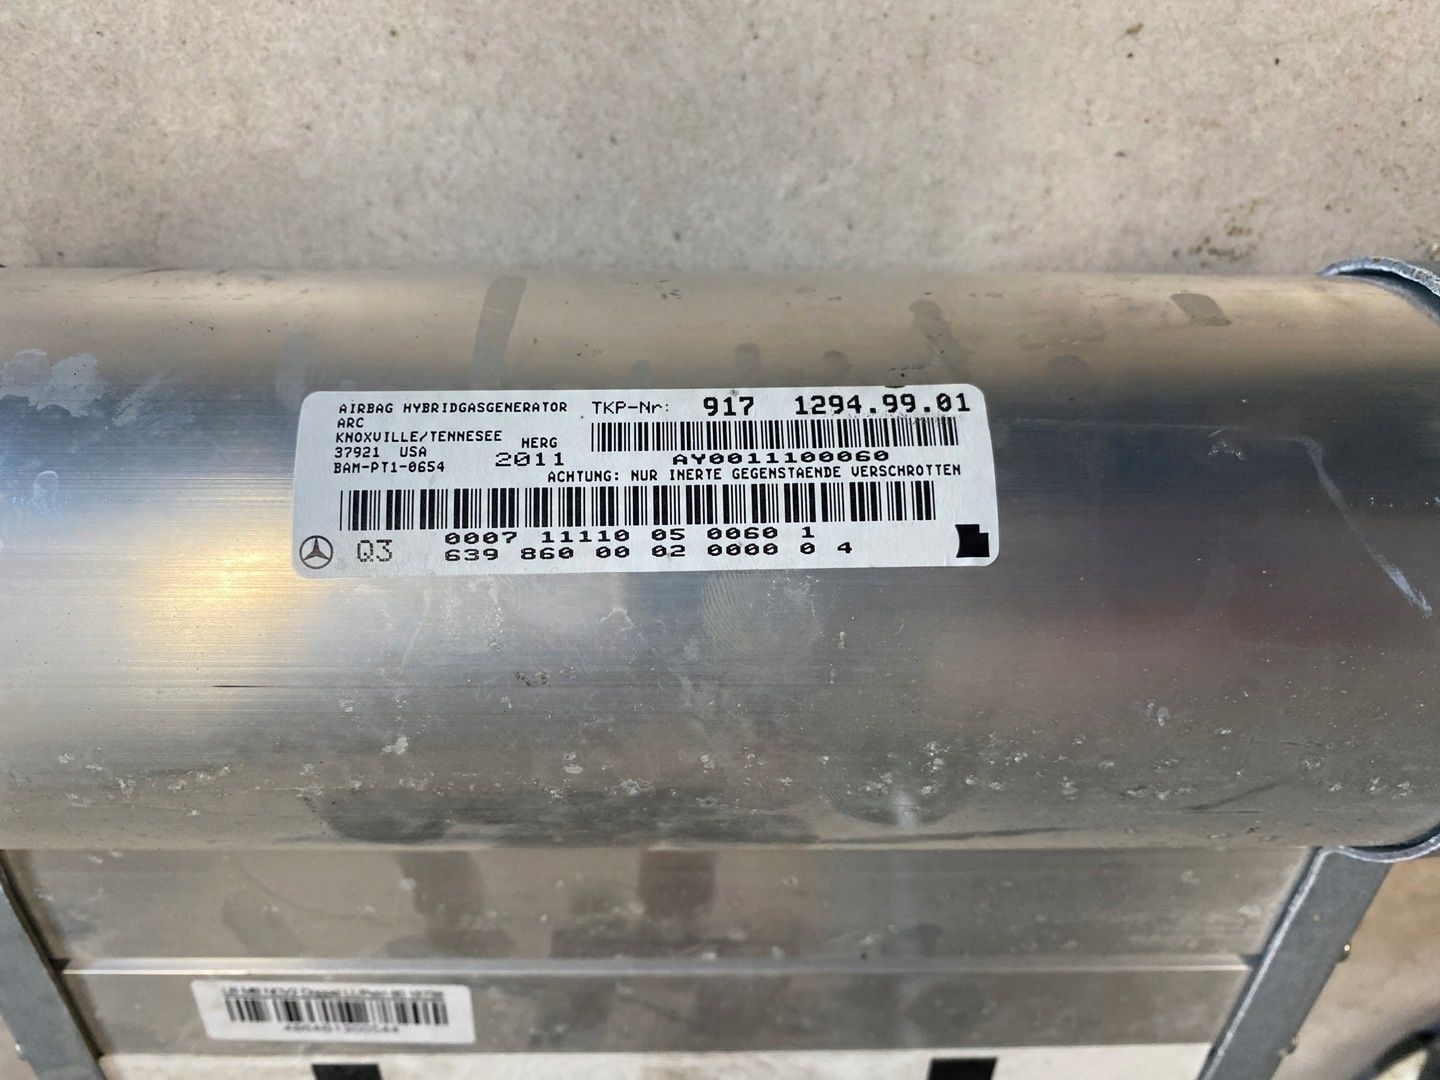 AIRBAG HYBRIDGASGENERATOR TKP-Nr: 917 1294.99.01
ARC
KNOXVILLE/TENNESEE HERG
37921 USA 2011 AY0011100060
BAM-PT1-0654 ACHTUNG: NUR INERTE GEGENSTAENDE VERSCHROTTEN
0007 11110 05 0060 1
Q3 639 860 00 02 0000 0 4